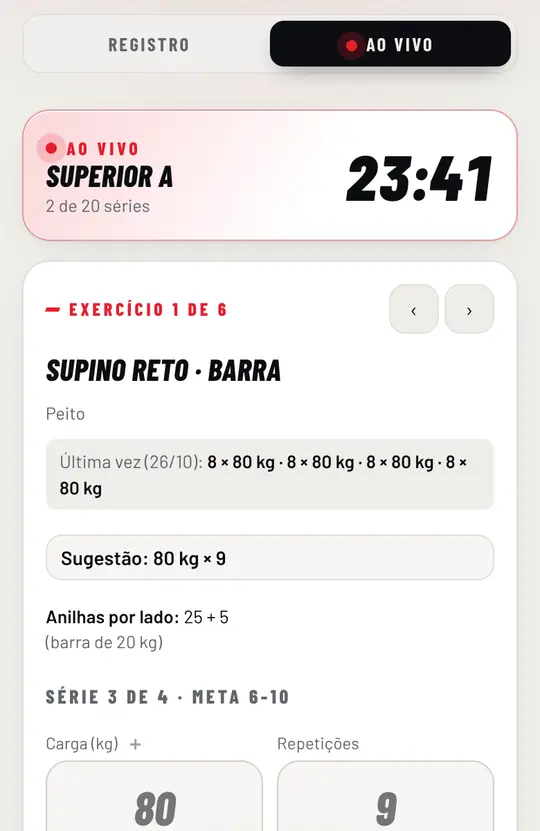 REGISTRO
AO VIVO
AO VIVO
SUPERIOR A
2 de 20 séries
23:41
EXERCÍCIO 1 DE 6
‹
›
SUPINO RETO · BARRA
Peito
Última vez (26/10): 8 × 80 kg · 8 × 80 kg · 8 × 80 kg · 8 ×
80 kg
Sugestão: 80 kg × 9
Anilhas por lado: 25 + 5
(barra de 20 kg)
SÉRIE 3 DE 4 · META 6-10
Carga (kg) +
Repetições
80
9